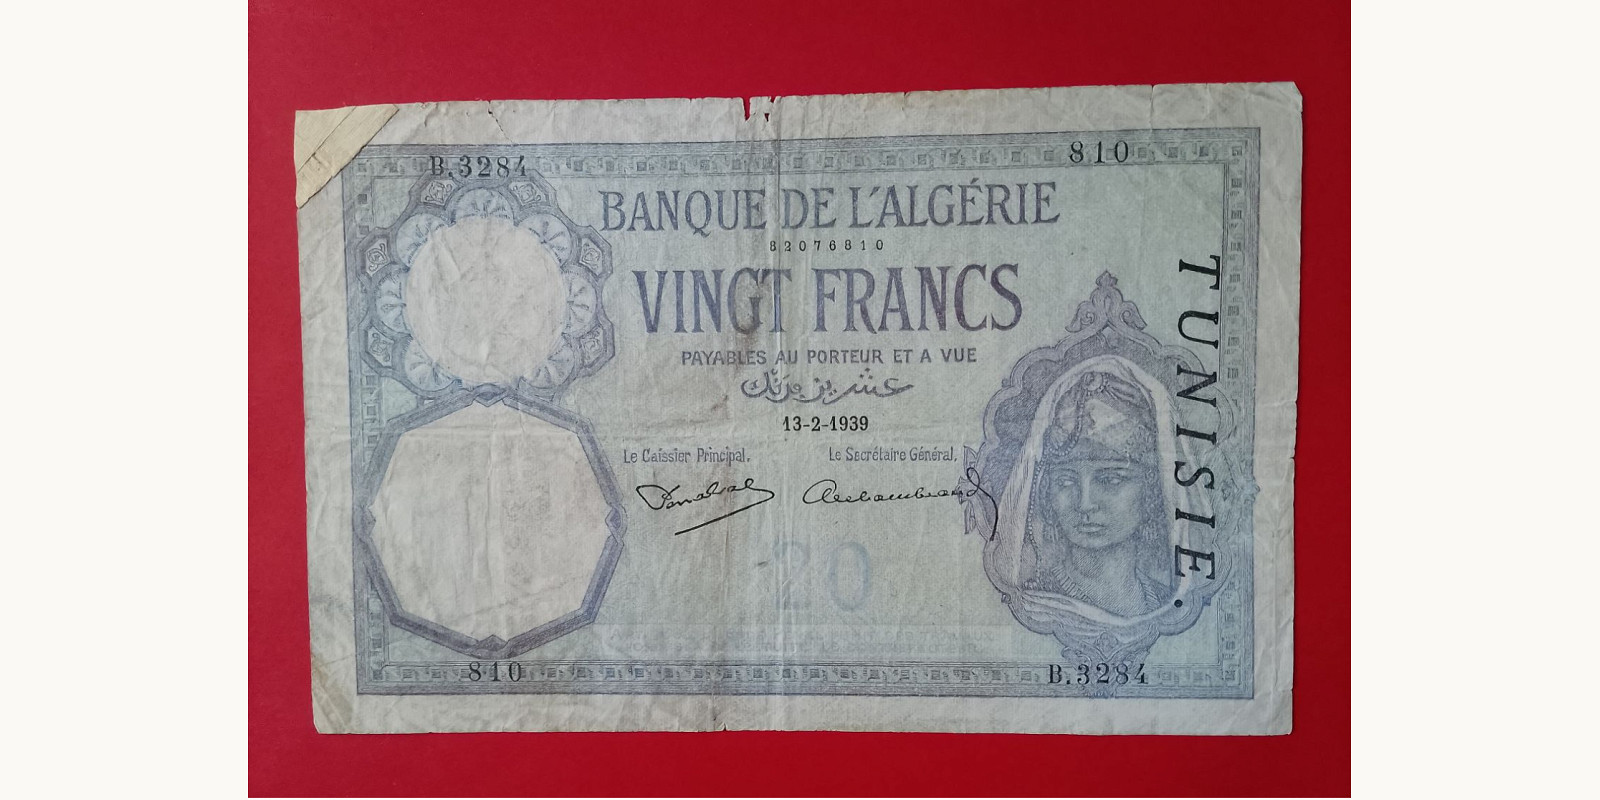 B.3284
810
BANQUE DE L'ALGÉRIE
82076810
VINGT FRANCS
PAYABLES AU PORTEUR ET A VUE
عشرين فرنك
13-2-1939
Le Caissier Principal.
Le Secrétaire Général.
20
810
B.3284
TUNISIE.